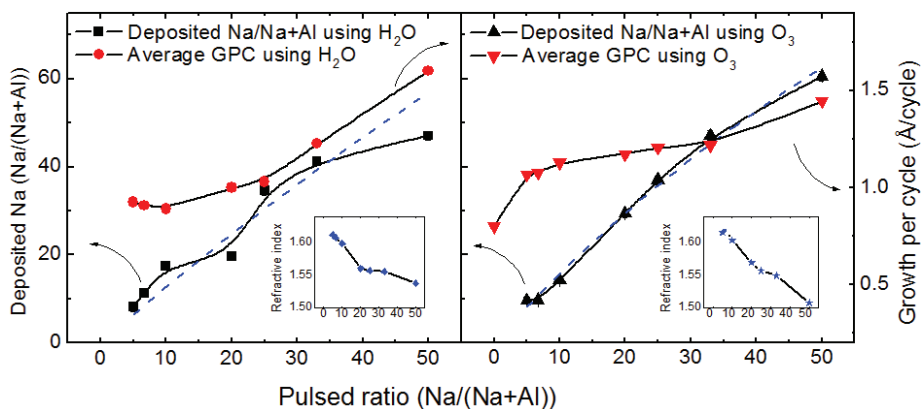 Deposited Na/Na+Al using H₂O
Average GPC using H₂O
Deposited Na/Na+Al using O₃
Average GPC using O₃
Deposited Na/(Na+Al))
60
40
20
0
0 10 20 30 40 50
Refractive index
1.60
1.55
1.50
0 10 20 30 40 50
0 10 20 30 40 50
Refractive index
1.60
1.55
1.50
0 10 20 30 40 50
1.5
1.0
0.5
Growth per cycle (Å/cycle)
Pulsed ratio (Na/(Na+Al))